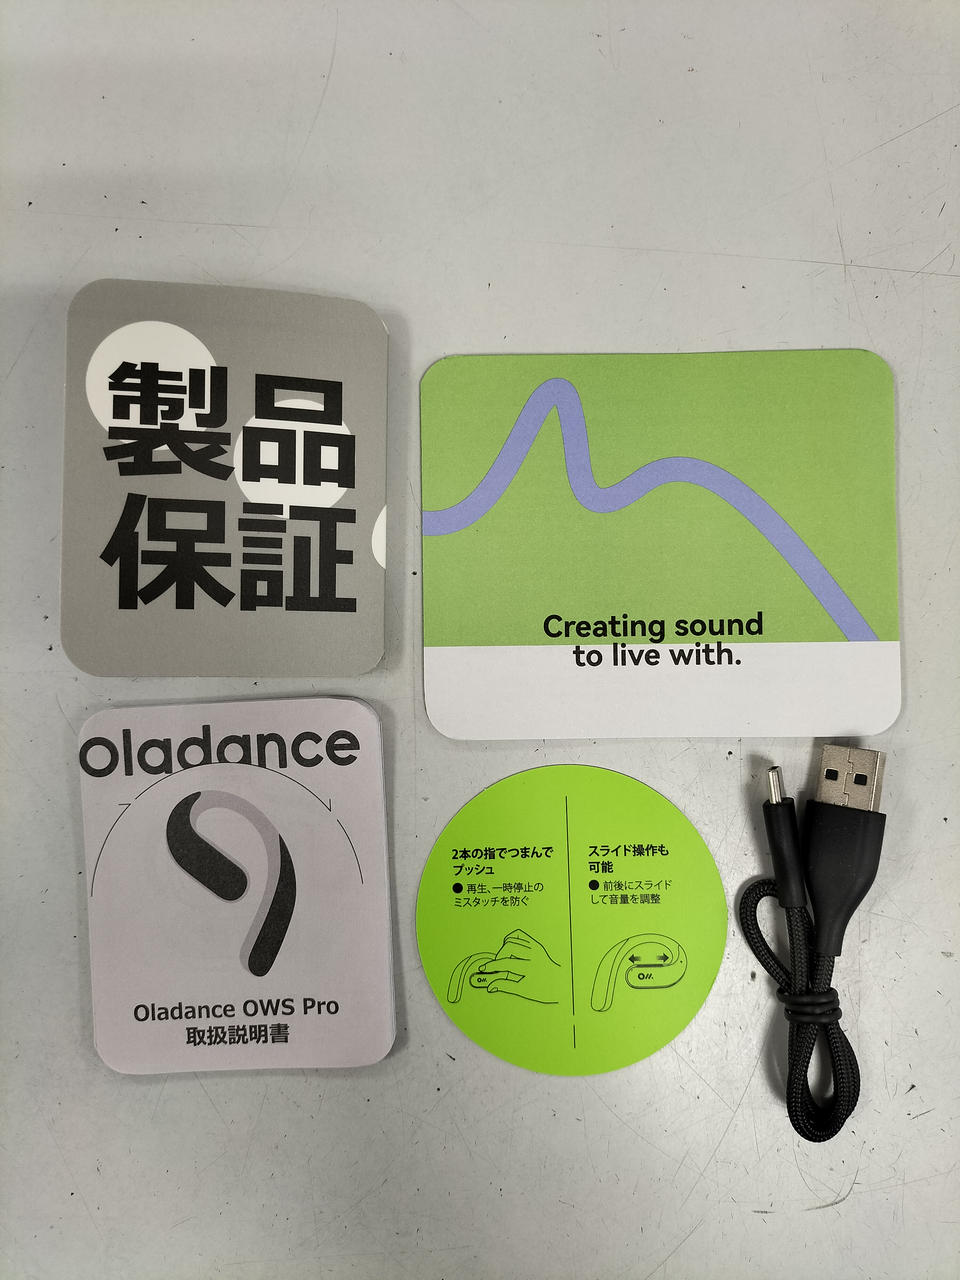 製品
保証
Creating sound
to live with.
oladance
Oladance OWS Pro
取扱説明書
2本の指でつまんで
プッシュ
● 再生、一時停止の
ミスタッチを防ぐ
スライド操作も
可能
● 前後にスライド
して音量を調整